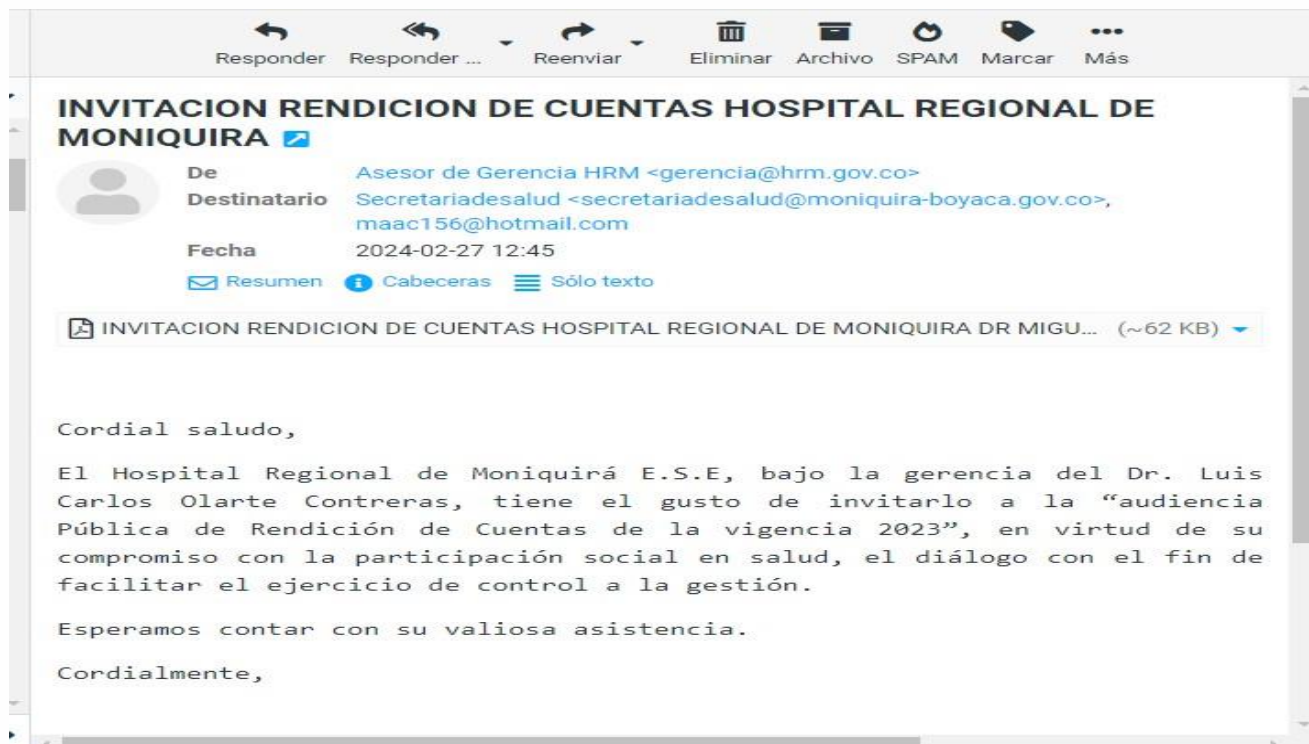 Responder Responder ... Reenviar Eliminar Archivo SPAM Marcar Más
INVITACION RENDICION DE CUENTAS HOSPITAL REGIONAL DE
MONIQUIRA
De Asesor de Gerencia HRM <gerencia@hrm.gov.co>
Destinatario Secretariadesalud <secretariadesalud@moniquira-boyaca.gov.co>,
maac156@hotmail.com
Fecha 2024-02-27 12:45
Resumen Cabeceras Sólo texto
INVITACION RENDICION DE CUENTAS HOSPITAL REGIONAL DE MONIQUIRA DR MIGU... (~62 KB)
Cordial saludo,
El Hospital Regional de Moniquirá E.S.E, bajo la gerencia del Dr. Luis
Carlos Olarte Contreras, tiene el gusto de invitarlo a la “audiencia
Pública de Rendición de Cuentas de la vigencia 2023”, en virtud de su
compromiso con la participación social en salud, el diálogo con el fin de
facilitar el ejercicio de control a la gestión.
Esperamos contar con su valiosa asistencia.
Cordialmente,